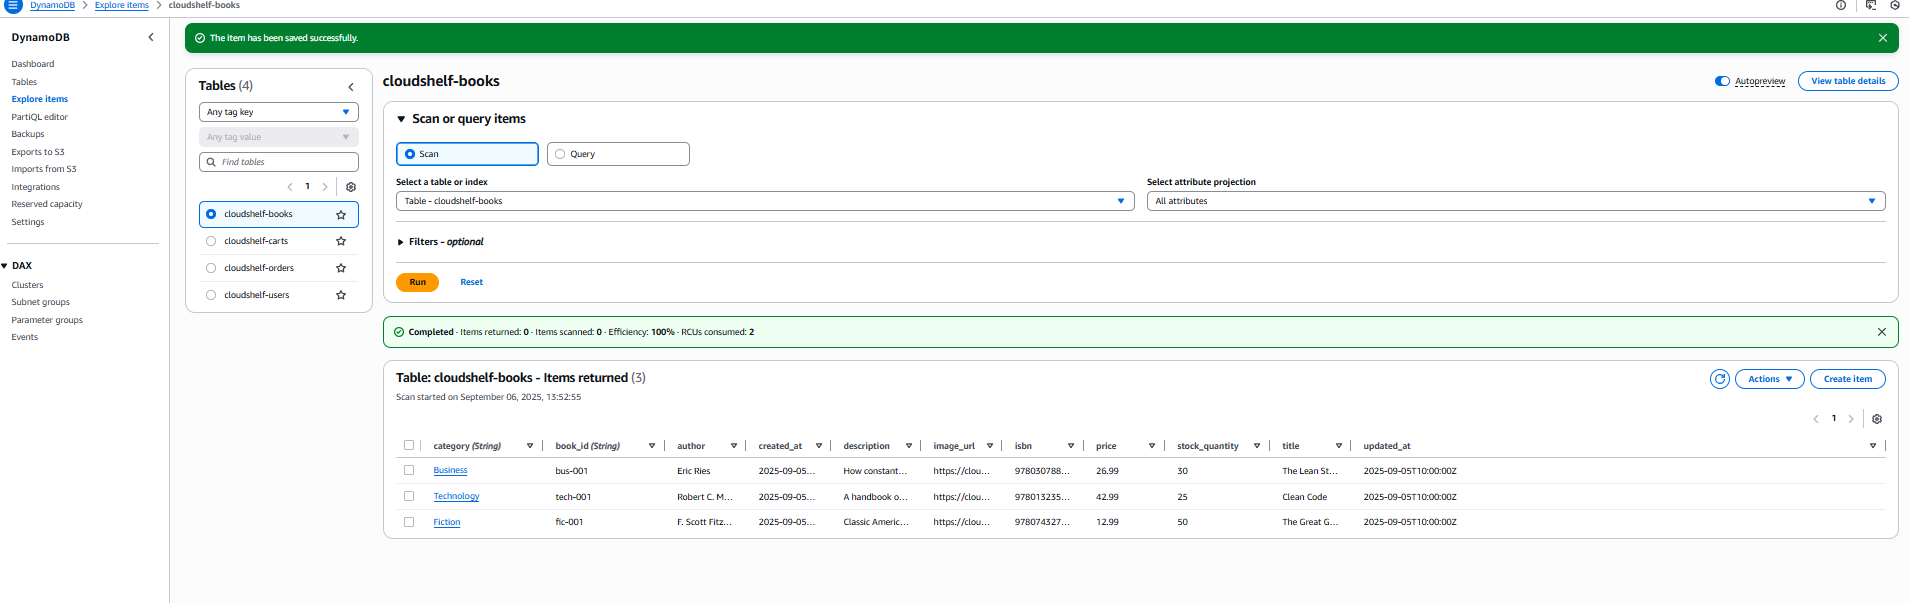 DynamoDB > Explore items > cloudshelf-books
DynamoDB
Dashboard
Tables
Explore items
PartiQL editor
Backups
Exports to S3
Imports from S3
Integrations
Reserved capacity
Settings
DAX
Clusters
Subnet groups
Parameter groups
Events
The item has been saved successfully.
Tables (4)
Any tag key
Any tag value
Find tables
1
cloudshelf-books
cloudshelf-carts
cloudshelf-orders
cloudshelf-users
cloudshelf-books
Autopreview
View table details
Scan or query items
Scan
Query
Select a table or index
Select attribute projection
Table - cloudshelf-books
All attributes
Filters - optional
Run
Reset
Completed · Items returned: 0 · Items scanned: 0 · Efficiency: 100% · RCUs consumed: 2
Table: cloudshelf-books - Items returned (3)
Actions
Create item
Scan started on September 06, 2025, 13:52:55
1
category (String) book_id (String) author created_at description image_url isbn price stock_quantity title updated_at
Business bus-001 Eric Ries 2025-09-05... How constant... https://clou... 978030788... 26.99 30 The Lean St... 2025-09-05T10:00:00Z
Technology tech-001 Robert C. M... 2025-09-05... A handbook o... https://clou... 978013235... 42.99 25 Clean Code 2025-09-05T10:00:00Z
Fiction fic-001 F. Scott Fitz... 2025-09-05... Classic Americ... https://clou... 978074327... 12.99 50 The Great G... 2025-09-05T10:00:00Z